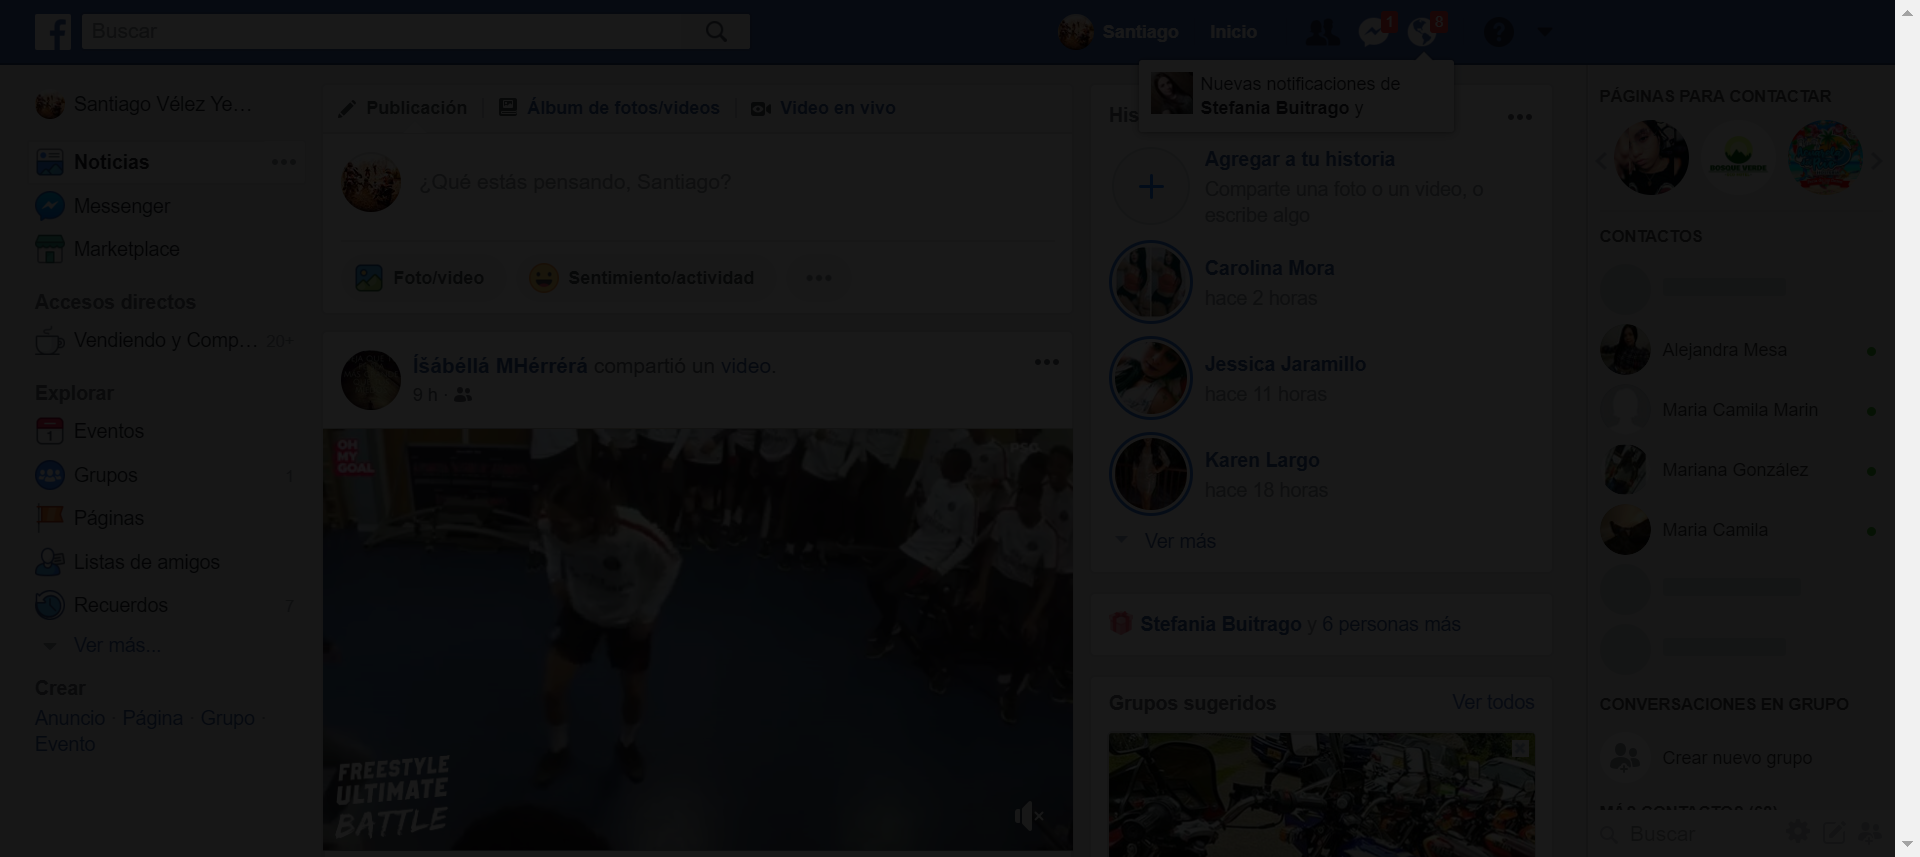 Buscar
Santiago
Inicio
1
8
?
Nuevas notificaciones de
Stefania Buitrago y
Santiago Vélez Ye...
Noticias
Messenger
Marketplace
Accesos directos
Vendiendo y Comp... 20+
Explorar
Eventos
Grupos 1
Páginas
Listas de amigos
Recuerdos 7
Ver más...
Crear
Anuncio · Página · Grupo ·
Evento
Publicación
Álbum de fotos/videos
Video en vivo
¿Qué estás pensando, Santiago?
Foto/video
Sentimiento/actividad
Íšábéllá MHérrérá compartió un video.
9 h ·
OH
MY
GOAL
PSG
FREESTYLE
ULTIMATE
BATTLE
His
Agregar a tu historia
Comparte una foto o un video, o
escribe algo
Carolina Mora
hace 2 horas
Jessica Jaramillo
hace 11 horas
Karen Largo
hace 18 horas
Ver más
Stefania Buitrago y 6 personas más
Grupos sugeridos
Ver todos
PÁGINAS PARA CONTACTAR
CONTACTOS
Alejandra Mesa
Maria Camila Marin
Mariana González
Maria Camila
CONVERSACIONES EN GRUPO
Crear nuevo grupo
Buscar